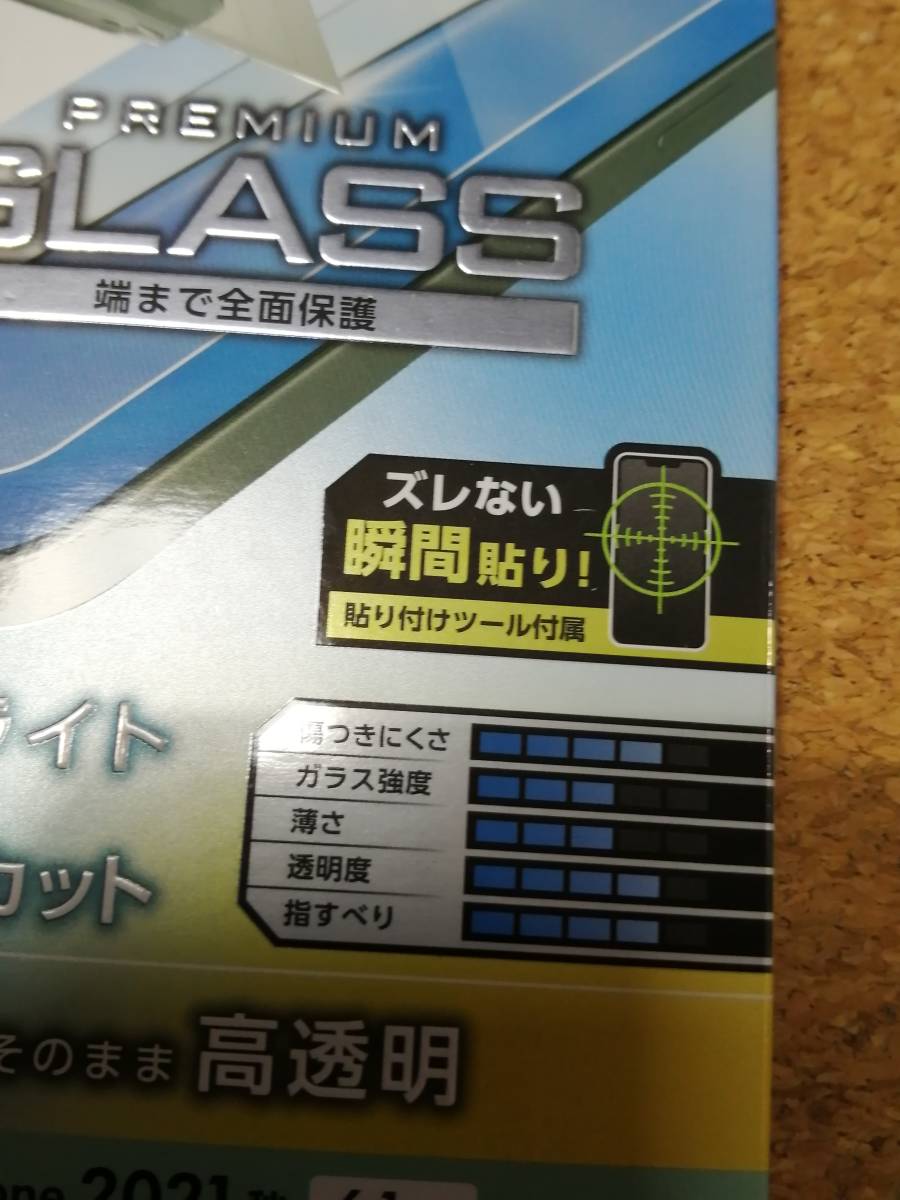 PREMIUM
GLASS
端まで全面保護
ズレない
瞬間貼り!
貼り付けツール付属
ライト
カット
傷つきにくさ
ガラス強度
薄さ
透明度
指すべり
そのまま高透明
one 2021